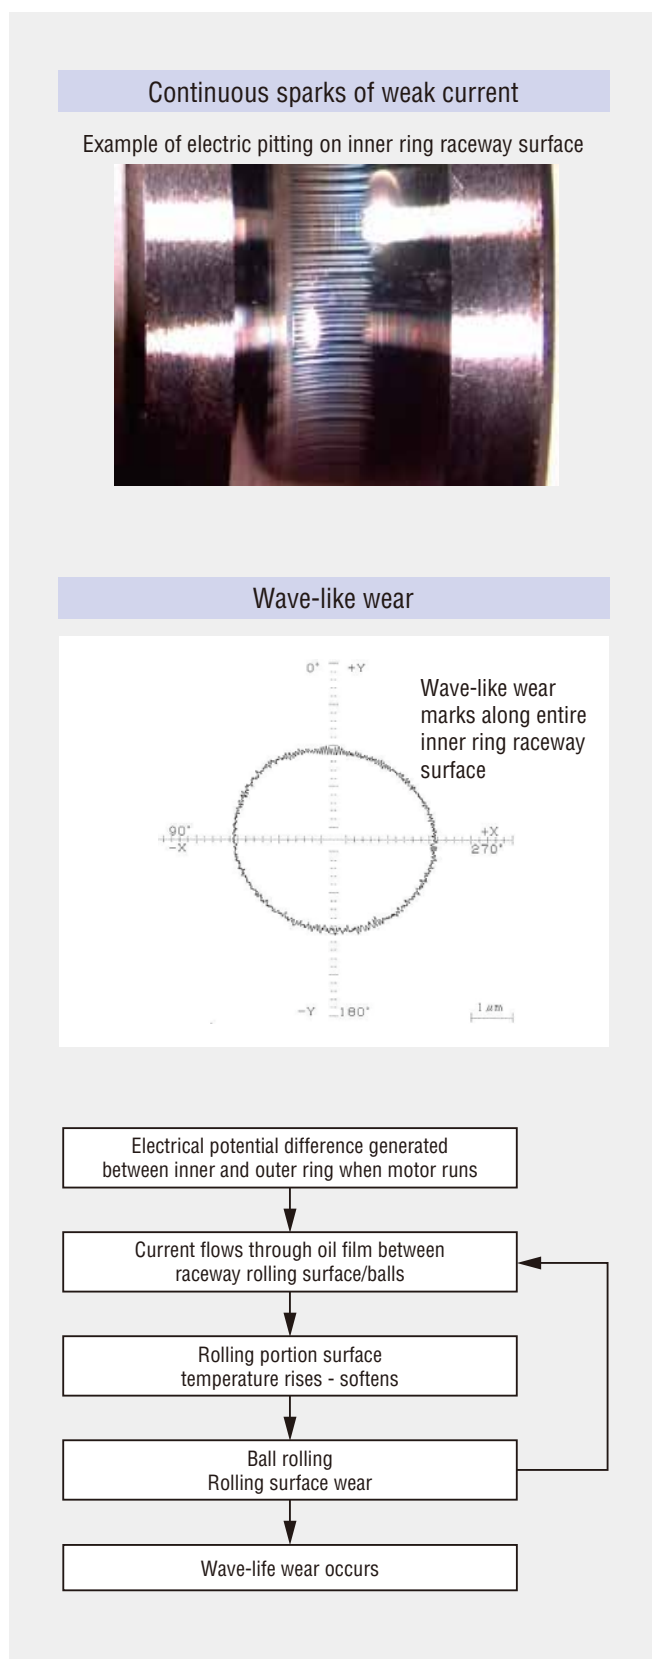 Continuous sparks of weak current
Example of electric pitting on inner ring raceway surface
Wave-like wear
0° +Y
Wave-like wear
marks along entire
inner ring raceway
surface
90°
-X
+X
270°
-Y 180°
1 μm
Electrical potential difference generated
between inner and outer ring when motor runs
Current flows through oil film between
raceway rolling surface/balls
Rolling portion surface
temperature rises - softens
Ball rolling
Rolling surface wear
Wave-life wear occurs